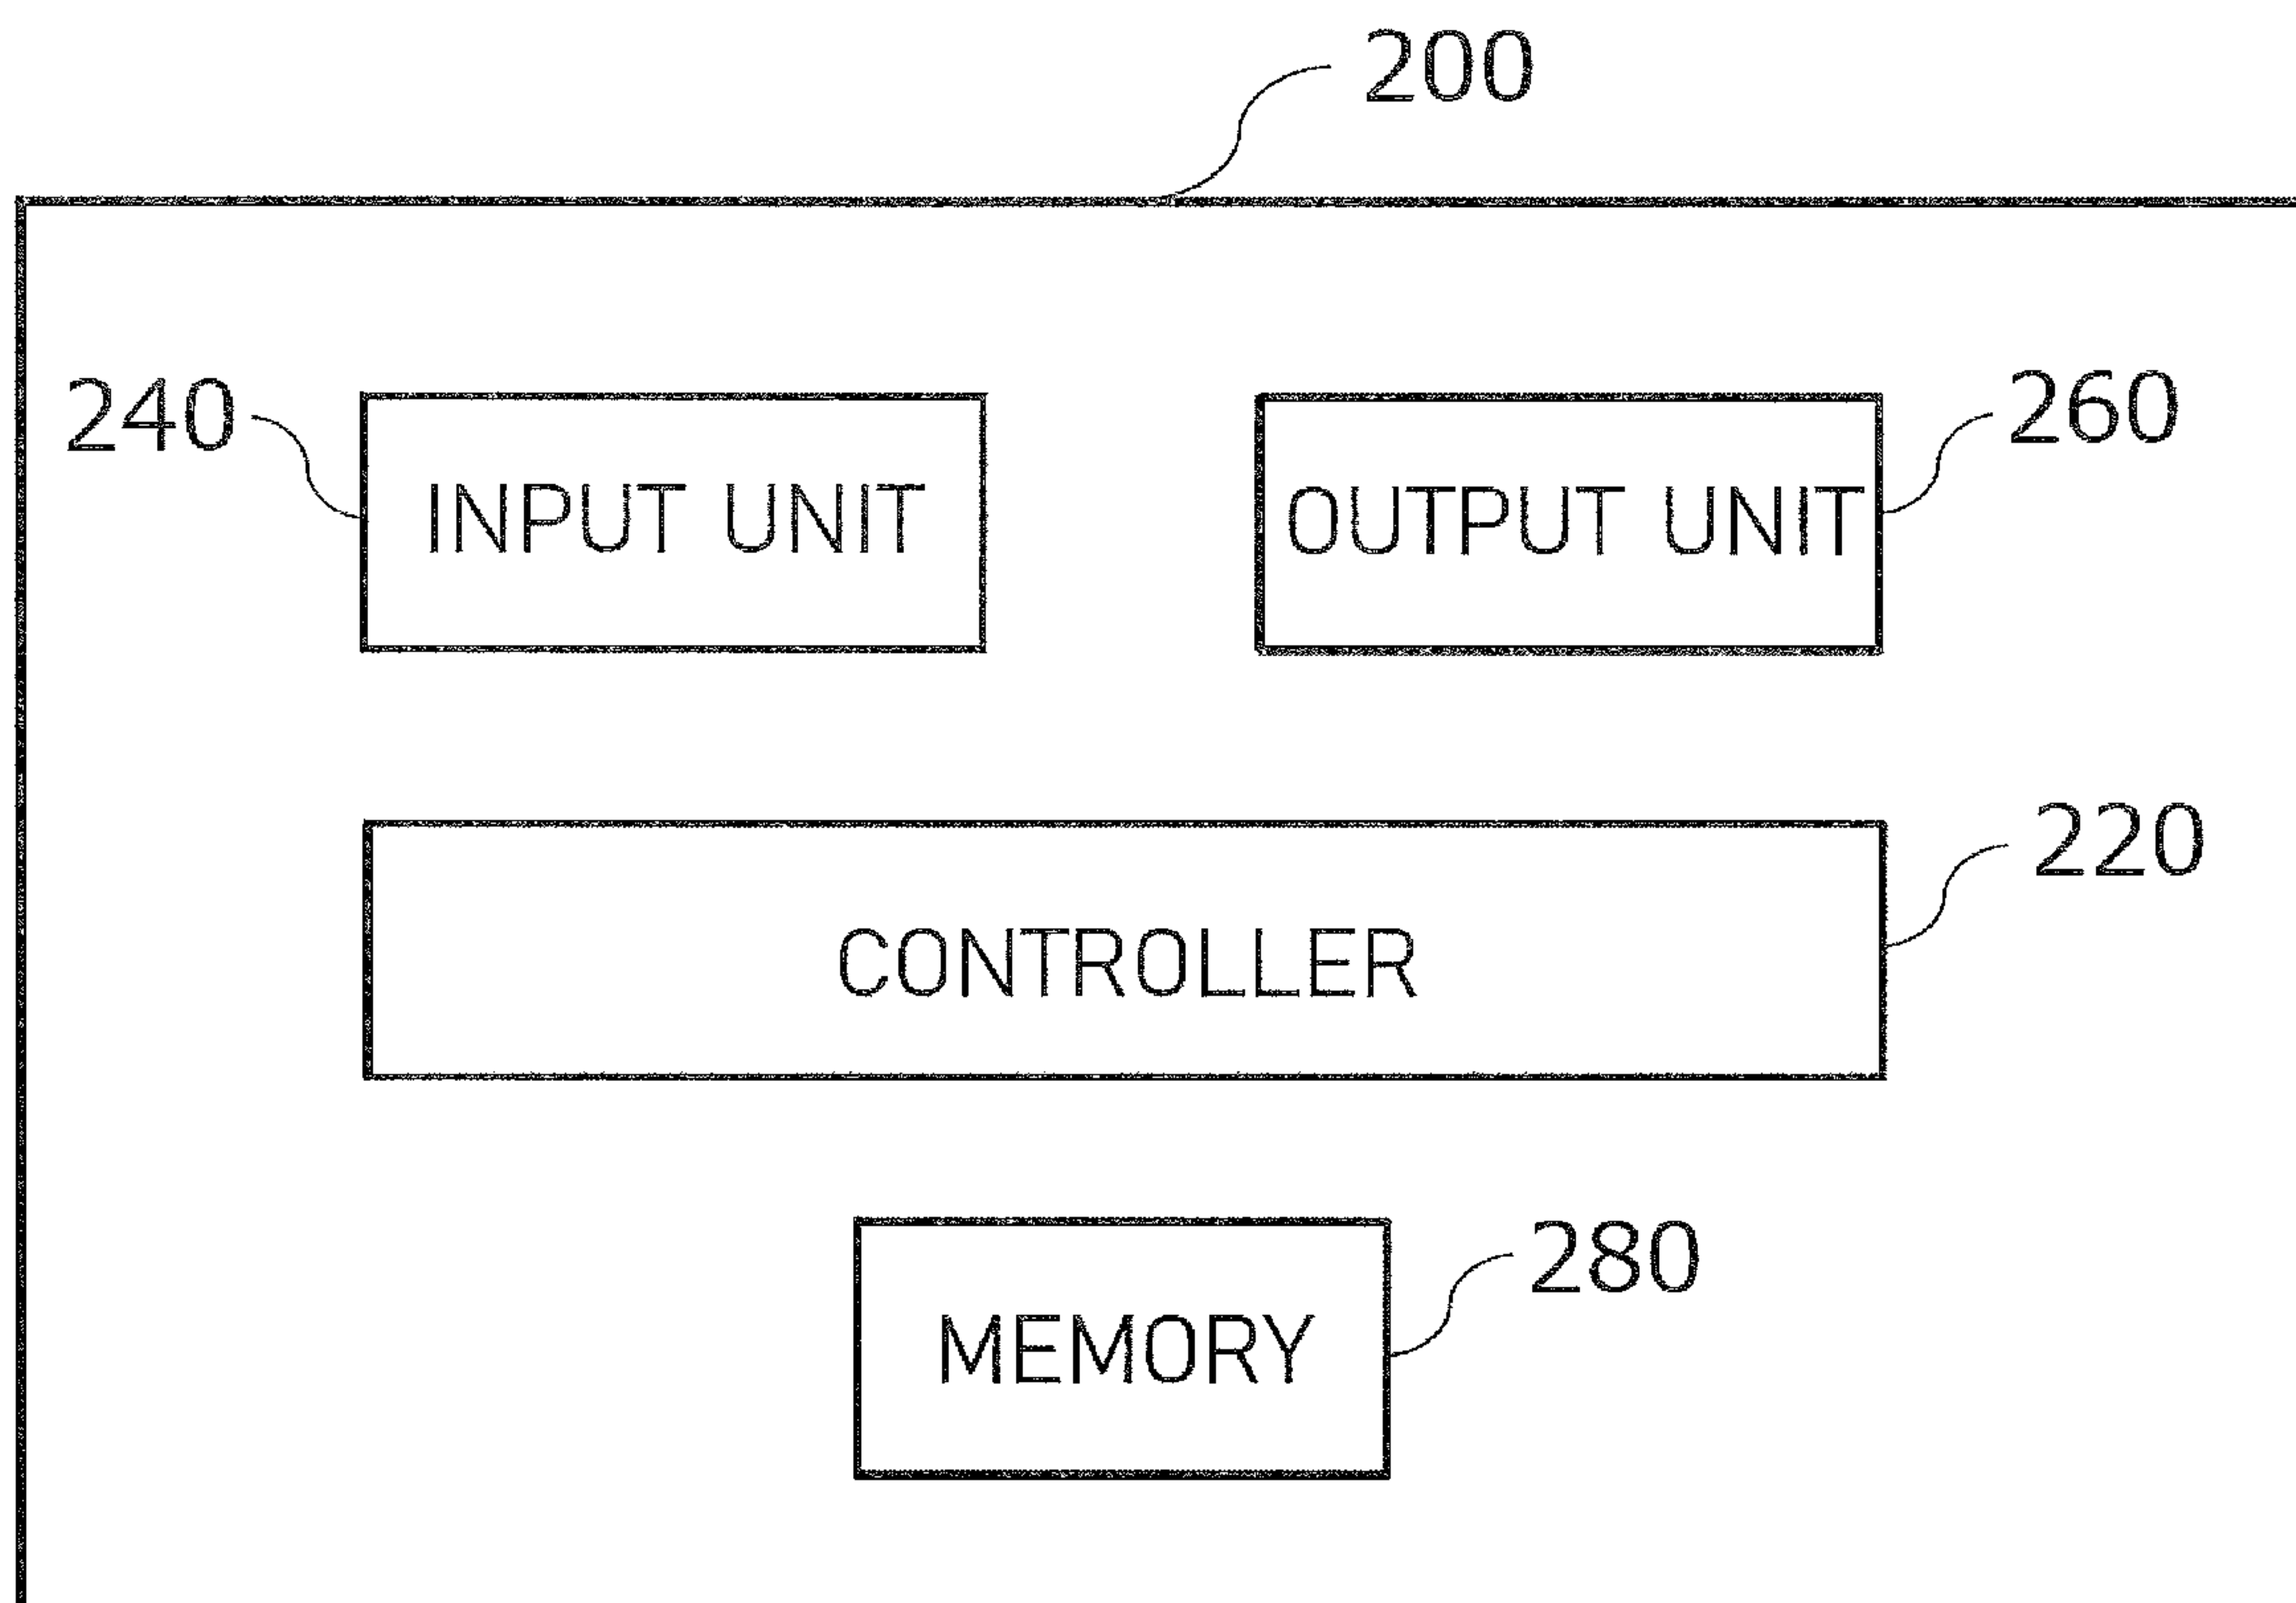 200
240
INPUT UNIT
OUTPUT UNIT
260
CONTROLLER
220
MEMORY
280